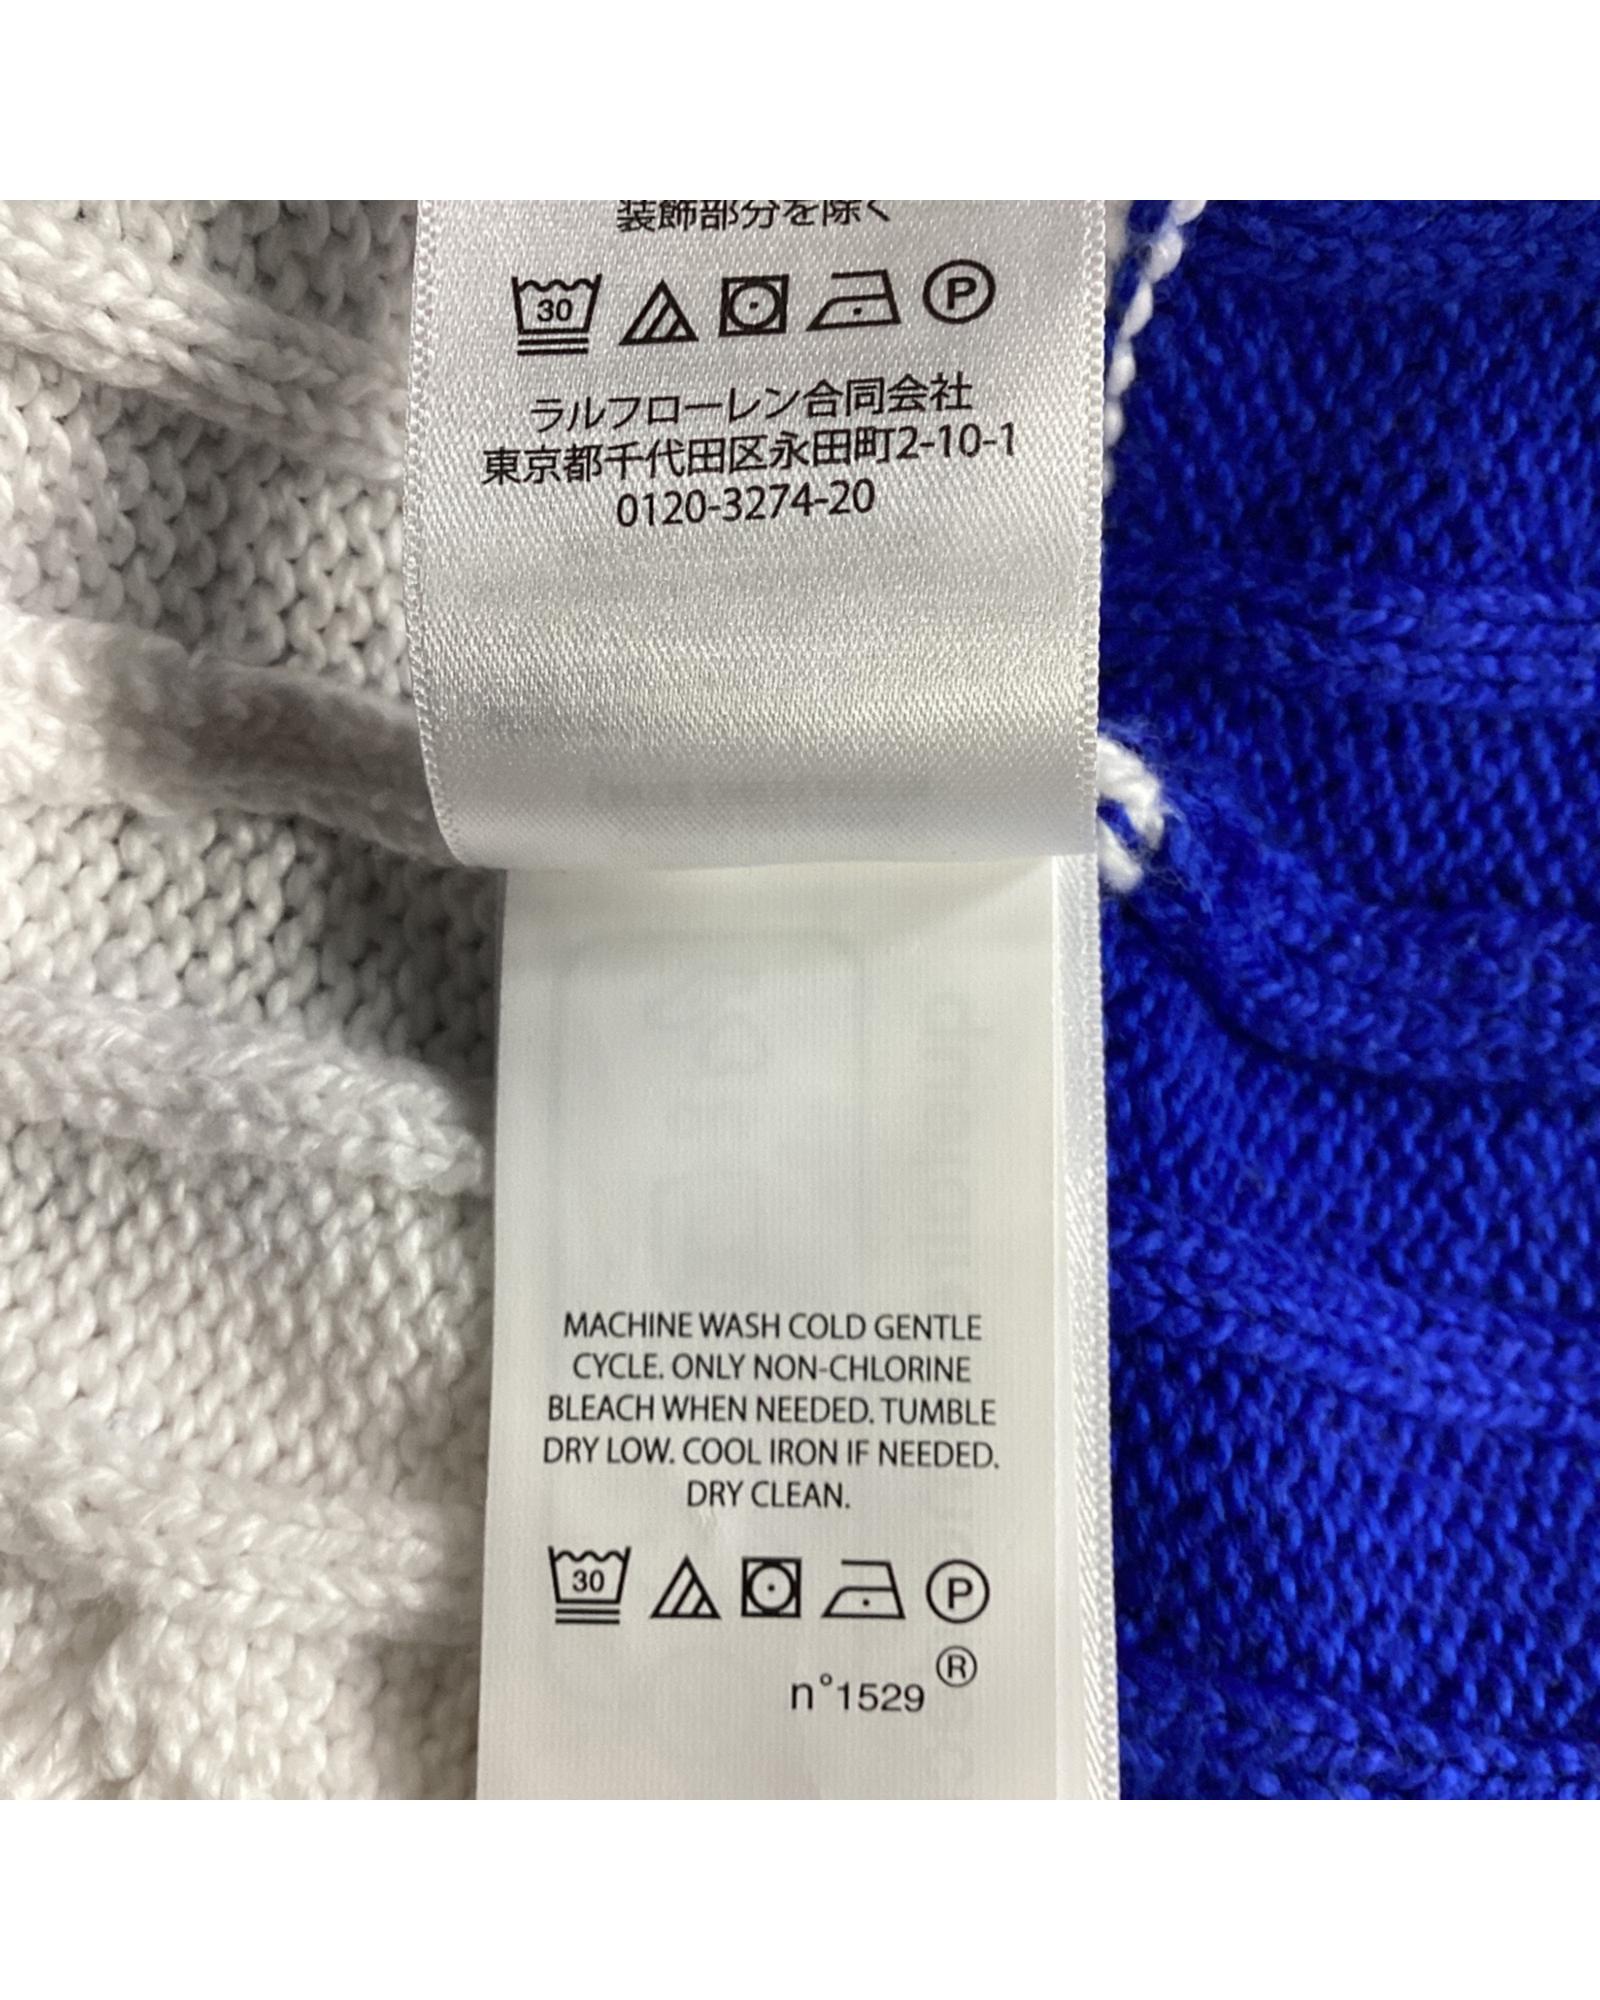 装飾部分を除く
30
P
ラルフローレン合同会社
東京都千代田区永田町2-10-1
0120-3274-20
MACHINE WASH COLD GENTLE
CYCLE. ONLY NON-CHLORINE
BLEACH WHEN NEEDED. TUMBLE
DRY LOW. COOL IRON IF NEEDED.
DRY CLEAN.
30
P
n°1529 ®